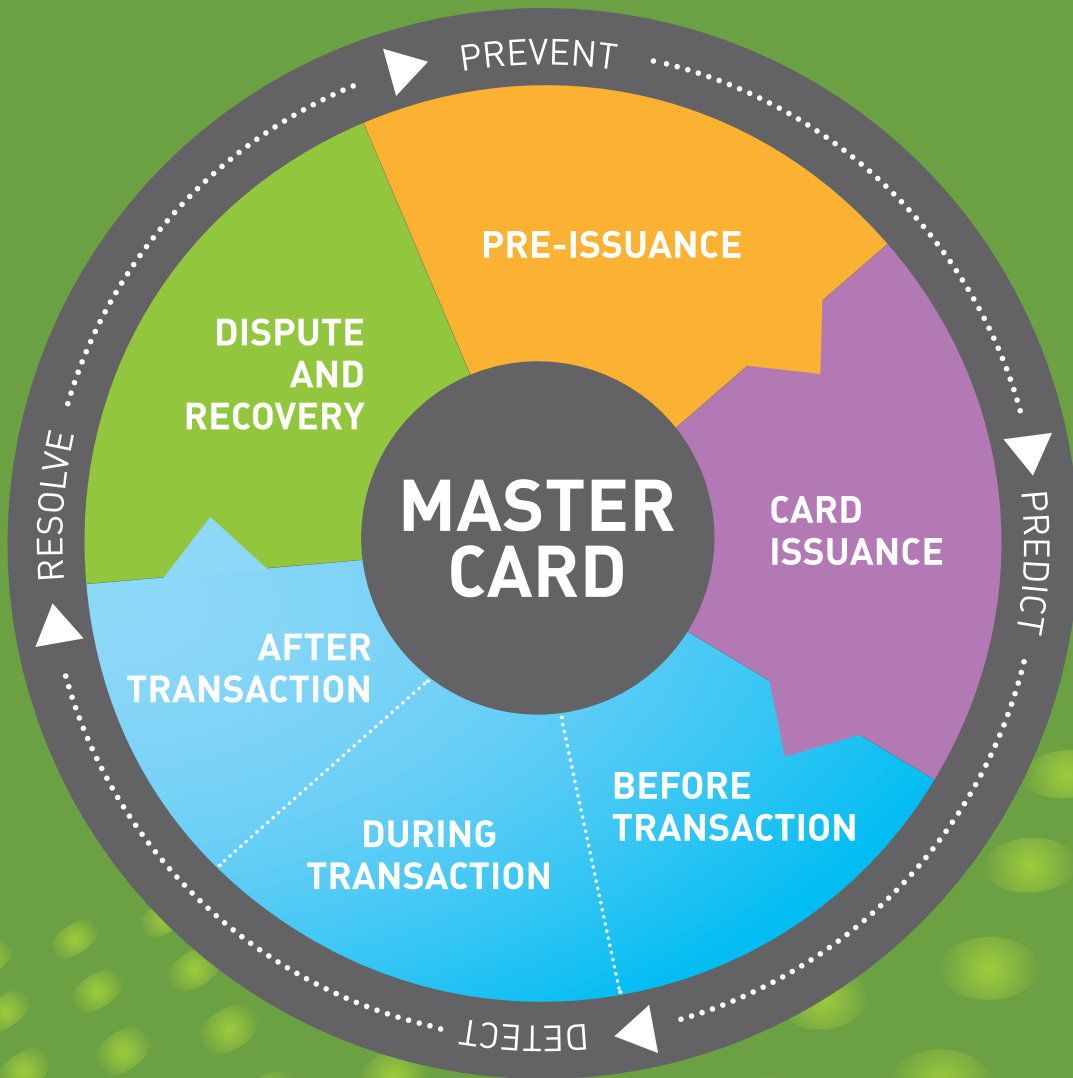 PREVENT
PRE-ISSUANCE
DISPUTE
AND
RECOVERY
MASTER
CARD
CARD
ISSUANCE
PREDICT
RESOLVE
AFTER
TRANSACTION
BEFORE
TRANSACTION
DURING
TRANSACTION
DETECT